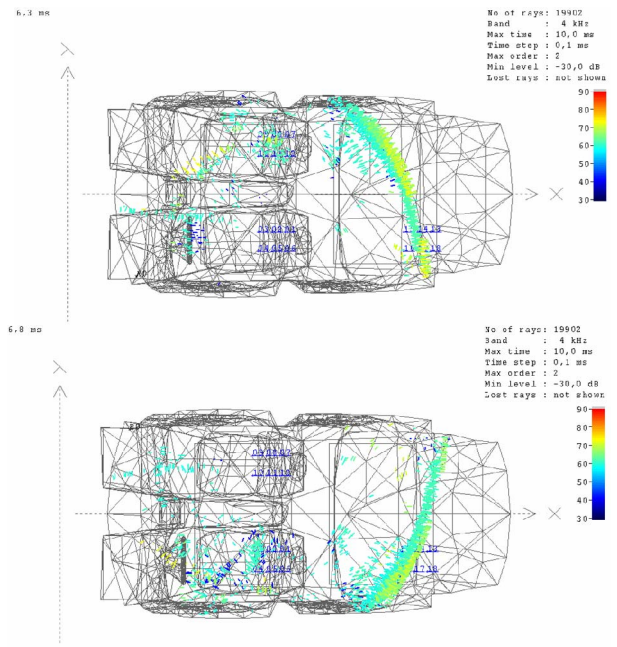 6,3 ms
No of rays: 19902
Band : 4 kHz
Max time : 10,0 ms
Time step : 0,1 ms
Max order : 2
Min level : -30,0 dB
Lost rays : not shown
90
80
70
60
50
40
30
X
6,8 ms
No of rays: 19902
Band : 4 kHz
Max time : 10,0 ms
Time step : 0,1 ms
Max order : 2
Min level : -30,0 dB
Lost rays : not shown
90
80
70
60
50
40
30
X